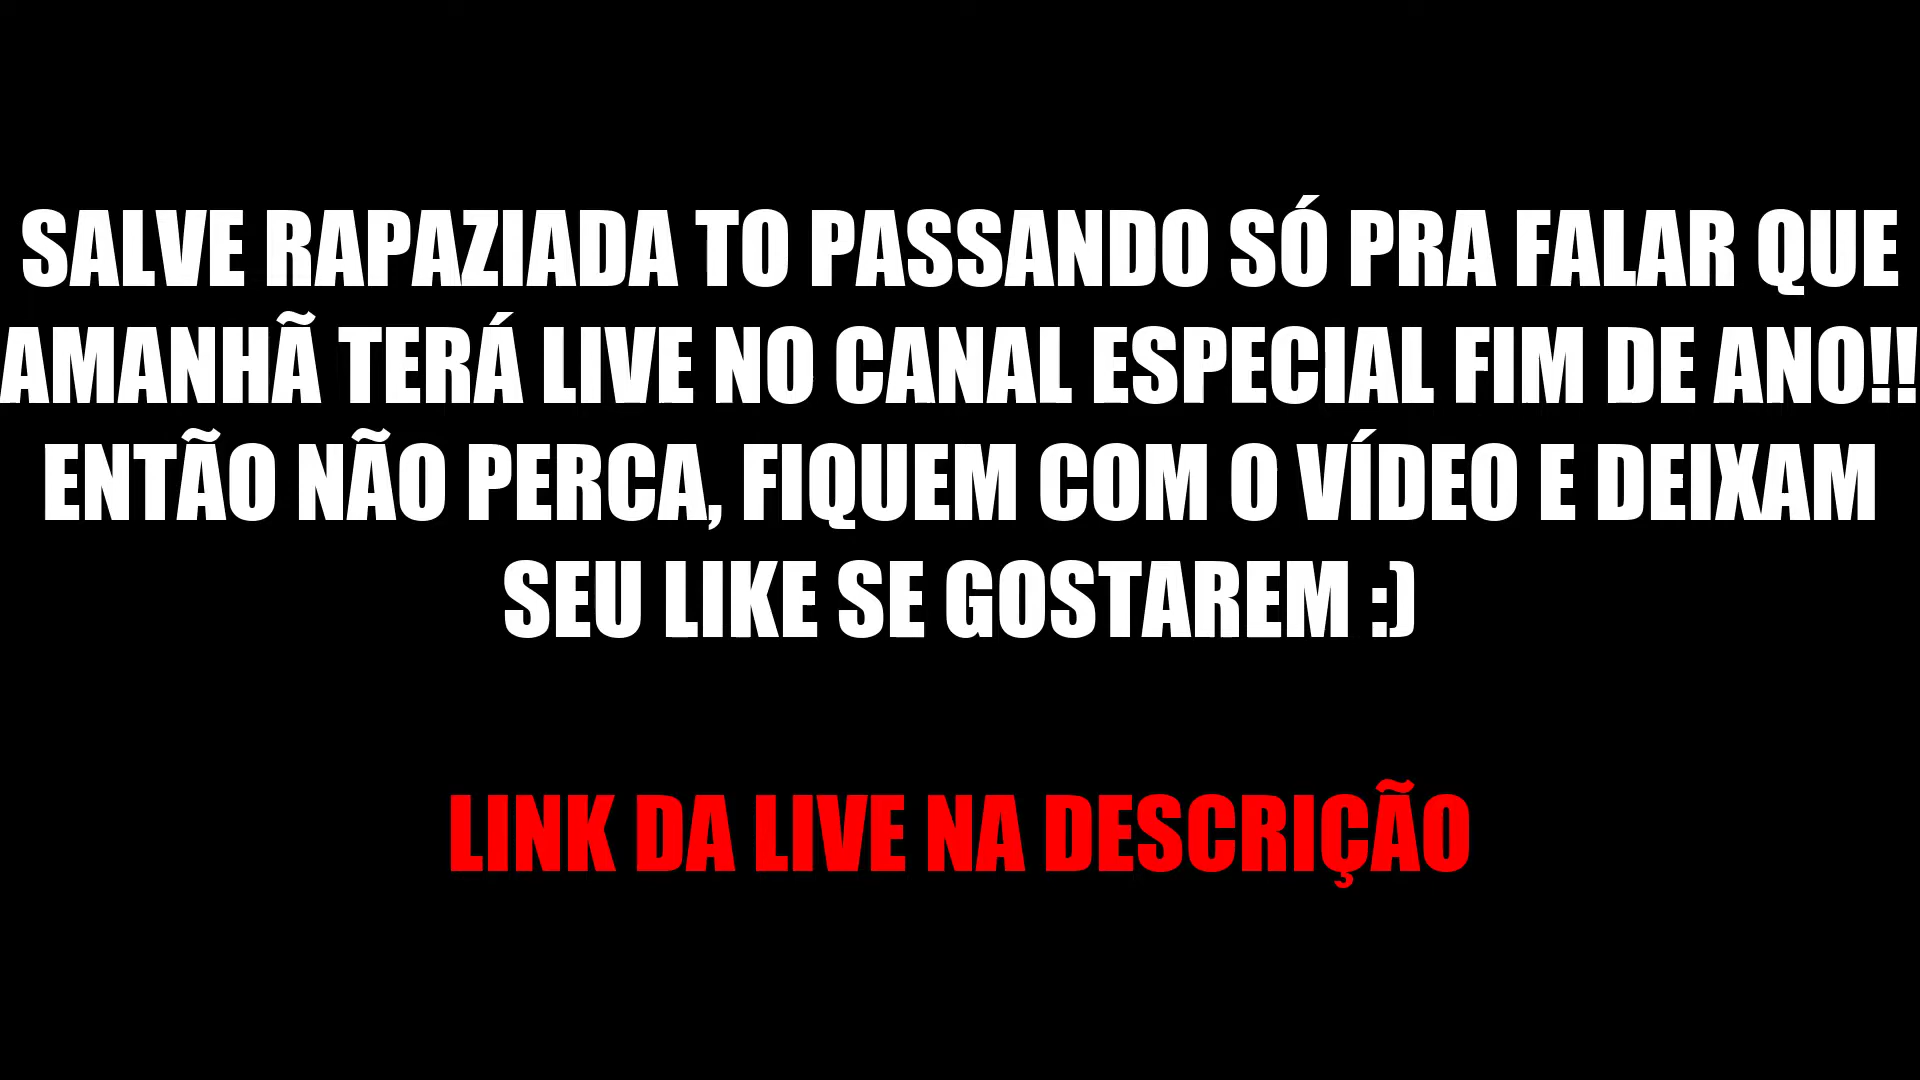 SALVE RAPAZIADA TO PASSANDO SÓ PRA FALAR QUE
AMANHÃ TERÁ LIVE NO CANAL ESPECIAL FIM DE ANO!!
ENTÃO NÃO PERCA, FIQUEM COM O VÍDEO E DEIXAM
SEU LIKE SE GOSTAREM :)
LINK DA LIVE NA DESCRIÇÃO